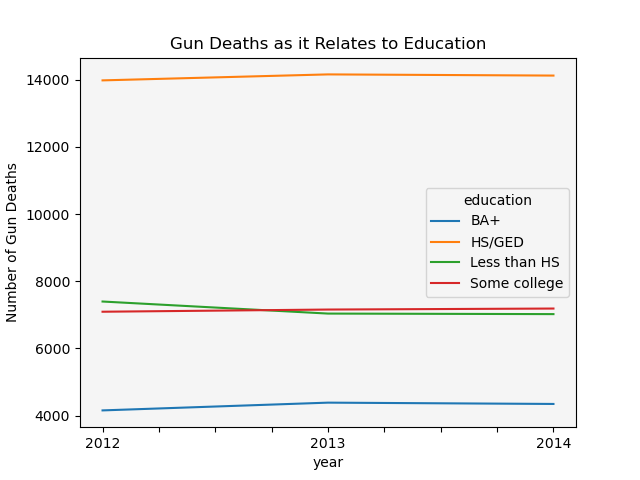 Gun Deaths as it Relates to Education
Number of Gun Deaths
14000
12000
10000
8000
6000
4000
education
BA+
HS/GED
Less than HS
Some college
2012
2013
2014
year